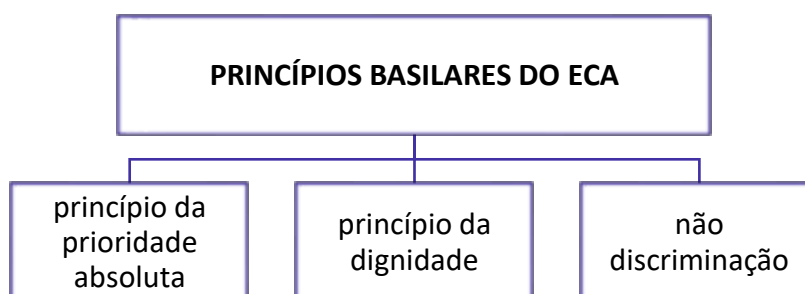 PRINCÍPIOS BASILARES DO ECA
princípio da
prioridade
absoluta
princípio da
dignidade
não
discriminação